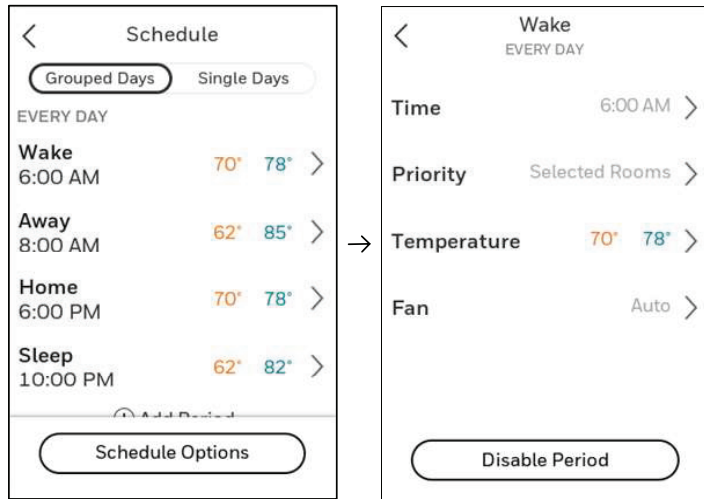 Schedule
Grouped Days Single Days
EVERY DAY
Wake
6:00 AM
70° 78°
Away
8:00 AM
62° 85°
Home
6:00 PM
70° 78°
Sleep
10:00 PM
62° 82°
Add Period
Schedule Options
Wake
EVERY DAY
Time 6:00 AM
Priority Selected Rooms
Temperature 70° 78°
Fan Auto
Disable Period